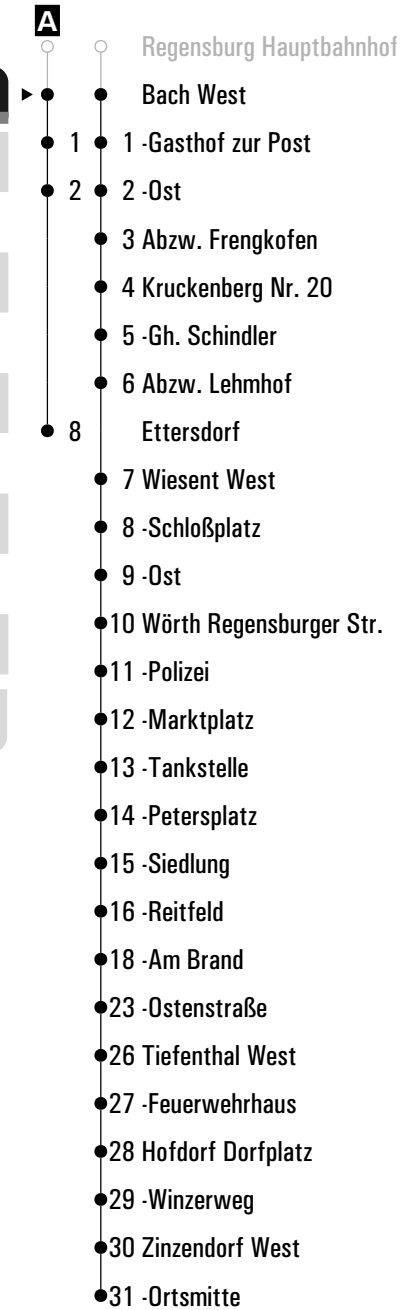 A
Regensburg Hauptbahnhof
Bach West
1 1 -Gasthof zur Post
2 2 -Ost
3 Abzw. Frengkofen
4 Kruckenberg Nr. 20
5 -Gh. Schindler
6 Abzw. Lehmhof
8 Ettersdorf
7 Wiesent West
8 -Schloßplatz
9 -Ost
10 Wörth Regensburger Str.
11 -Polizei
12 -Marktplatz
13 -Tankstelle
14 -Petersplatz
15 -Siedlung
16 -Reitfeld
18 -Am Brand
23 -Ostenstraße
26 Tiefenthal West
27 -Feuerwehrhaus
28 Hofdorf Dorfplatz
29 -Winzerweg
30 Zinzendorf West
31 -Ortsmitte